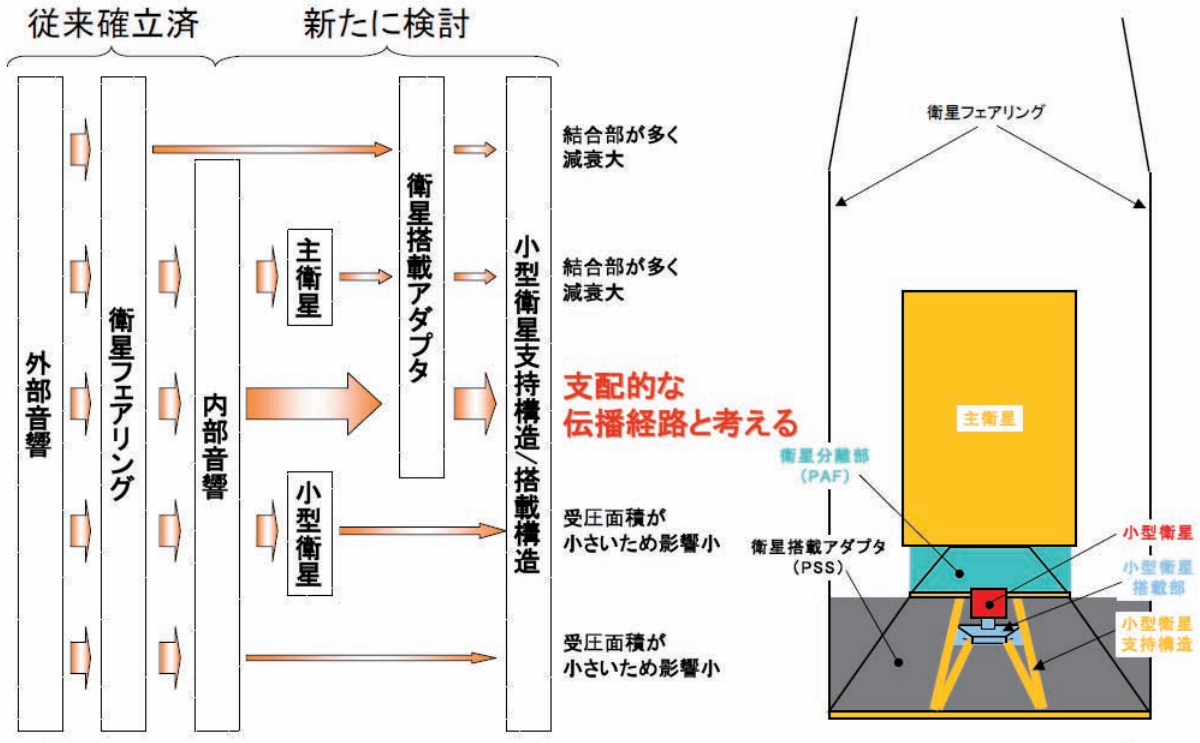 従来確立済
新たに検討
外部音響
衛星フェアリング
内部音響
主衛星
小型衛星
衛星搭載アダプタ
小型衛星支持構造/搭載構造
結合部が多く
減衰大
結合部が多く
減衰大
支配的な
伝播経路と考える
受圧面積が
小さいため影響小
受圧面積が
小さいため影響小
衛星フェアリング
主衛星
衛星分離部
(PAF)
衛星搭載アダプタ
(PSS)
小型衛星
小型衛星
搭載部
小型衛星
支持構造